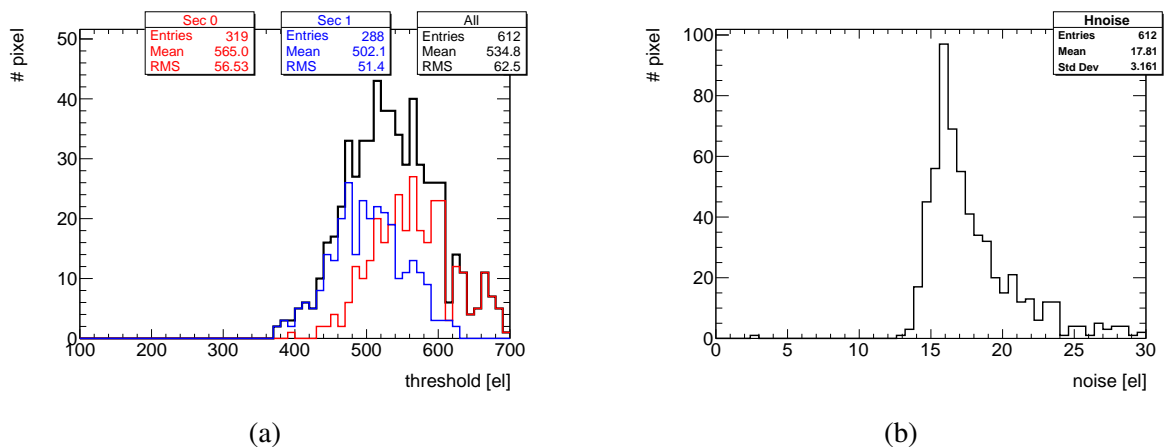 Sec 0
Entries 319
Mean 565.0
RMS 56.53
Sec 1
Entries 288
Mean 502.1
RMS 51.4
All
Entries 612
Mean 534.8
RMS 62.5
# pixel
50
40
30
20
10
0
100 200 300 400 500 600 700
threshold [el]
(a)
Hnoise
Entries 612
Mean 17.81
Std Dev 3.161
# pixel
100
80
60
40
20
0
0 5 10 15 20 25 30
noise [el]
(b)